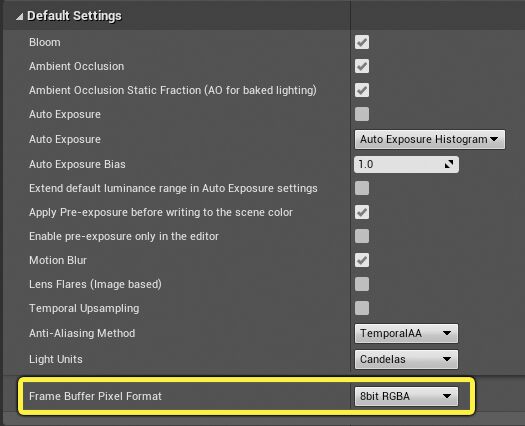 Default Settings
Bloom
Ambient Occlusion
Ambient Occlusion Static Fraction (AO for baked lighting)
Auto Exposure
Auto Exposure Auto Exposure Histogram
Auto Exposure Bias 1.0
Extend default luminance range in Auto Exposure settings
Apply Pre-exposure before writing to the scene color
Enable pre-exposure only in the editor
Motion Blur
Lens Flares (Image based)
Temporal Upsampling
Anti-Aliasing Method TemporalAA
Light Units Candelas
Frame Buffer Pixel Format 8bit RGBA